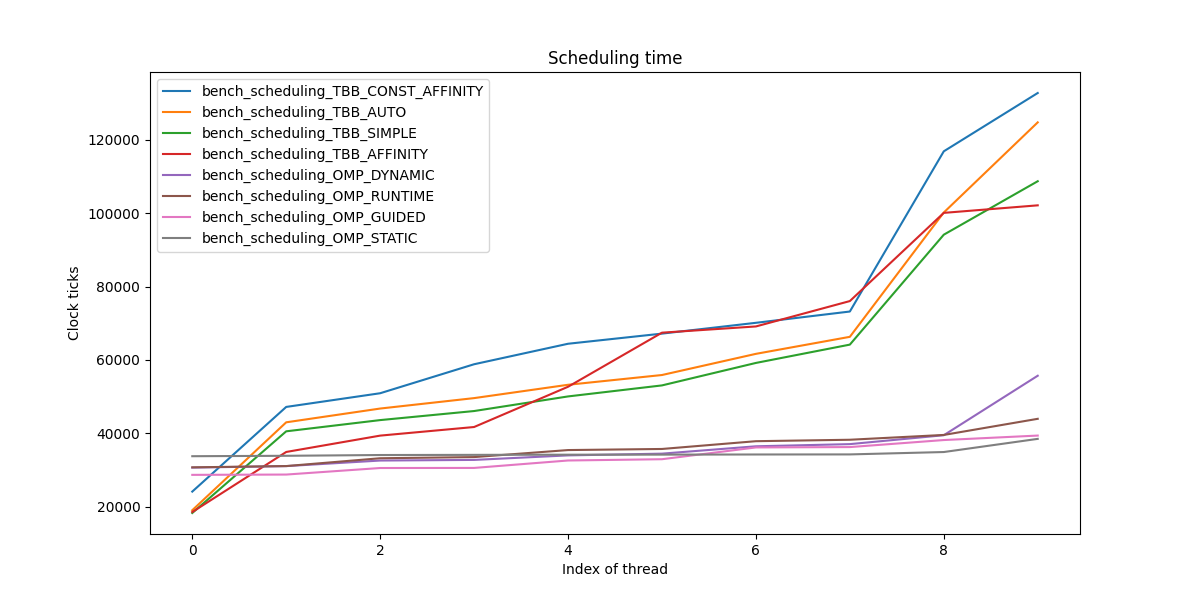 Scheduling time
bench_scheduling_TBB_CONST_AFFINITY
bench_scheduling_TBB_AUTO
bench_scheduling_TBB_SIMPLE
bench_scheduling_TBB_AFFINITY
bench_scheduling_OMP_DYNAMIC
bench_scheduling_OMP_RUNTIME
bench_scheduling_OMP_GUIDED
bench_scheduling_OMP_STATIC
Clock ticks
120000
100000
80000
60000
40000
20000
0 2 4 6 8
Index of thread